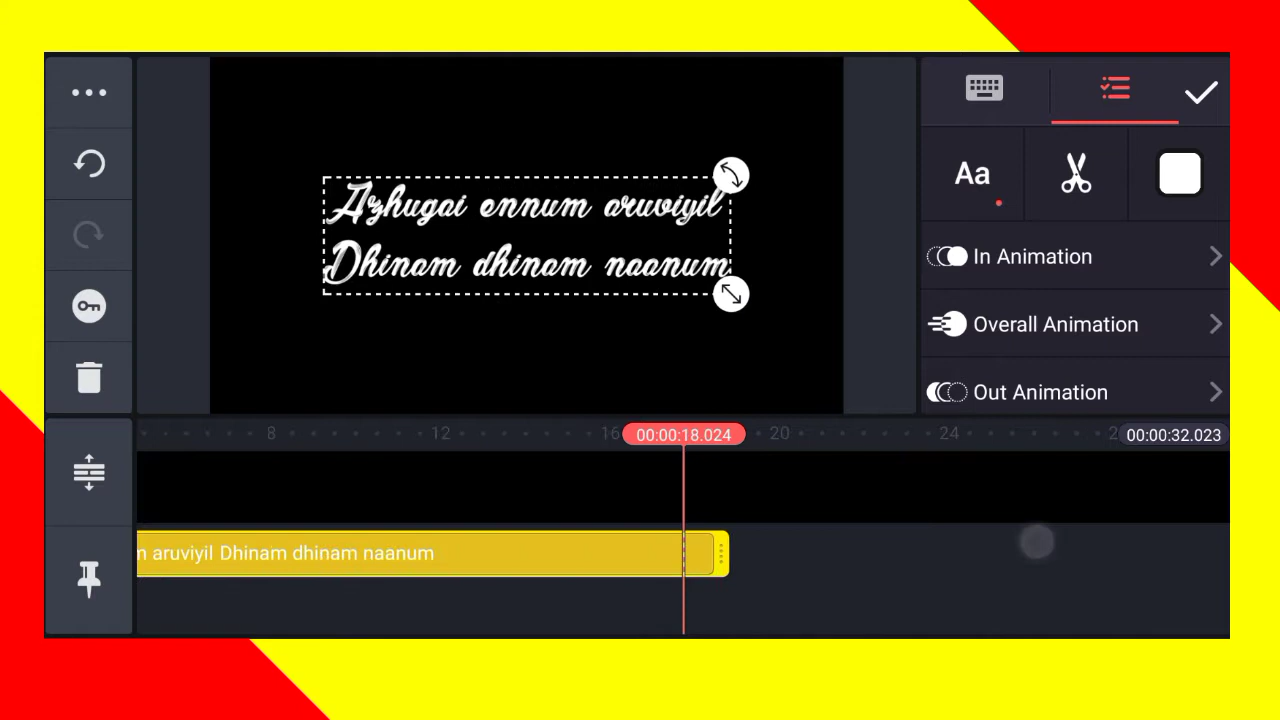 Azhugai ennum aruviyil
Dhinam dhinam naanum
Aa
In Animation
Overall Animation
Out Animation
8 12 16 00:00:18.024 20 24 2 00:00:32.023
aruviyil Dhinam dhinam naanum